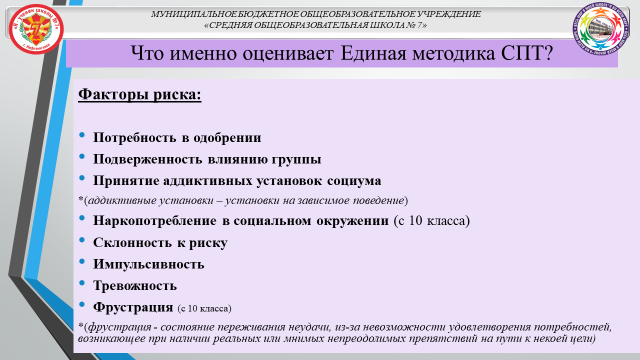 МУНИЦИПАЛЬНОЕ БЮДЖЕТНОЕ ОБЩЕОБРАЗОВАТЕЛЬНОЕ УЧРЕЖДЕНИЕ
«СРЕДНЯЯ ОБЩЕОБРАЗОВАТЕЛЬНАЯ ШКОЛА № 7»
Что именно оценивает Единая методика СПТ?
Факторы риска:
• Потребность в одобрении
• Подверженность влиянию группы
• Принятие аддиктивных установок социума
*(аддиктивные установки – установки на зависимое поведение)
• Наркопотребление в социальном окружении (с 10 класса)
• Склонность к риску
• Импульсивность
• Тревожность
• Фрустрация (с 10 класса)
*(фрустрация - состояние переживания неудачи, из-за невозможности удовлетворения потребностей,
возникающее при наличии реальных или мнимых непреодолимых препятствий на пути к некоей цели)